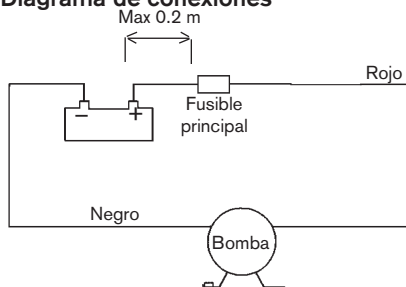 Diagrama de conexiones
Max 0.2 m
− +
Rojo
Fusible
principal
Negro
Bomba